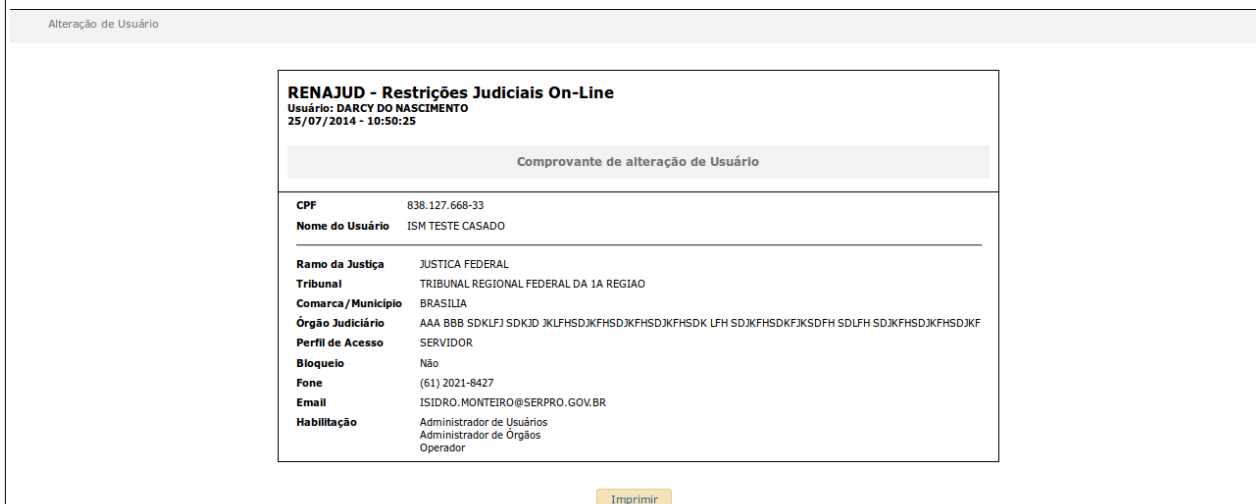 Alteração de Usuário
RENAJUD - Restrições Judiciais On-Line
Usuário: DARCY DO NASCIMENTO
25/07/2014 - 10:50:25
Comprovante de alteração de Usuário
CPF 838.127.668-33
Nome do Usuário ISM TESTE CASADO
Ramo da Justiça JUSTICA FEDERAL
Tribunal TRIBUNAL REGIONAL FEDERAL DA 1A REGIAO
Comarca/Município BRASILIA
Órgão Judiciário AAA BBB SDKLFJ SDKJD JKLFHSDJKFHSDJKFHSDJKFHSDK LFH SDJKFHSDKFJKSDFH SDLFH SDJKFHSDJKFHSDJKF
Perfil de Acesso SERVIDOR
Bloqueio Não
Fone (61) 2021-8427
Email ISIDRO.MONTEIRO@SERPRO.GOV.BR
Habilitação Administrador de Usuários
Administrador de Órgãos
Operador
Imprimir